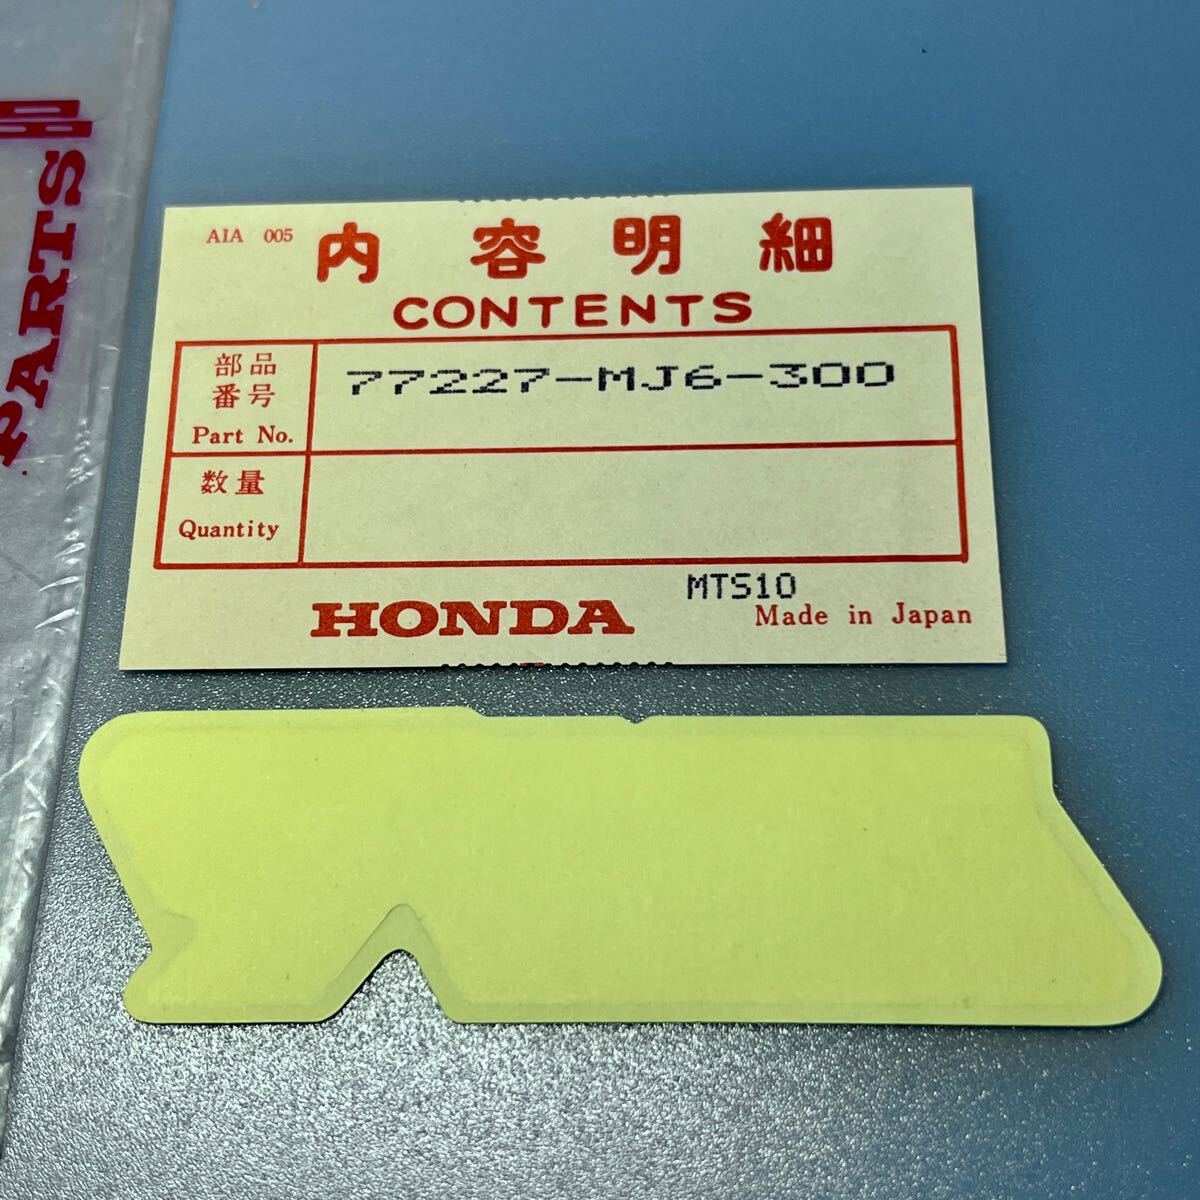 PARTS
AIA 005
内容明細
CONTENTS
部品
番号
Part No.
77227-MJ6-300
数量
Quantity
MTS10
HONDA
Made in Japan